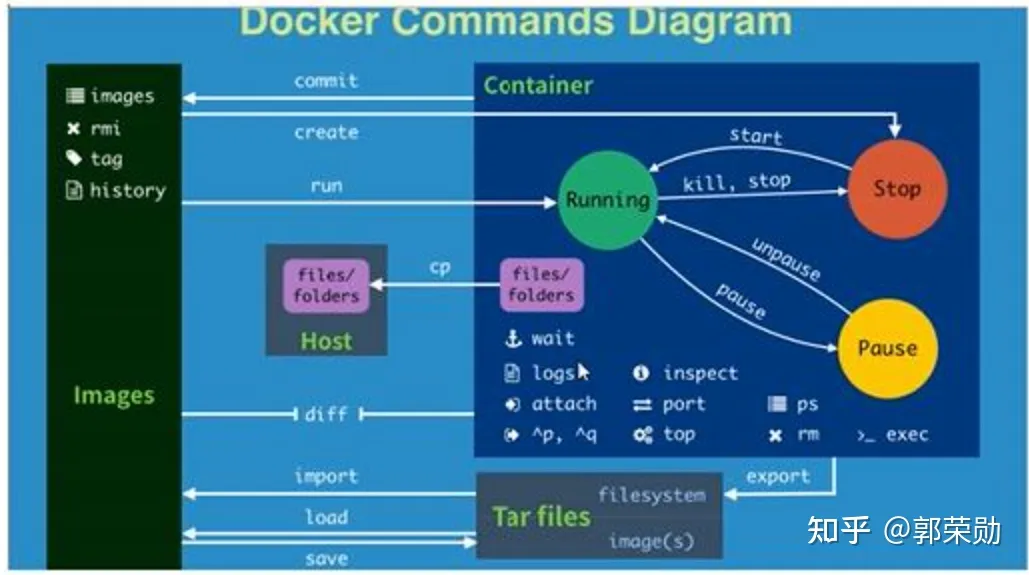 Docker Commands Diagram
images
rmi
tag
history
Images
commit
create
run
Container
start
Running
kill, stop
Stop
unpause
pause
Pause
files/
folders
Host
cp
files/
folders
wait
logs
inspect
attach
port
ps
^p, ^q
top
rm
>_ exec
diff
import
load
save
Tar files
filesystem
image(s)
export
知乎 @郭荣勋